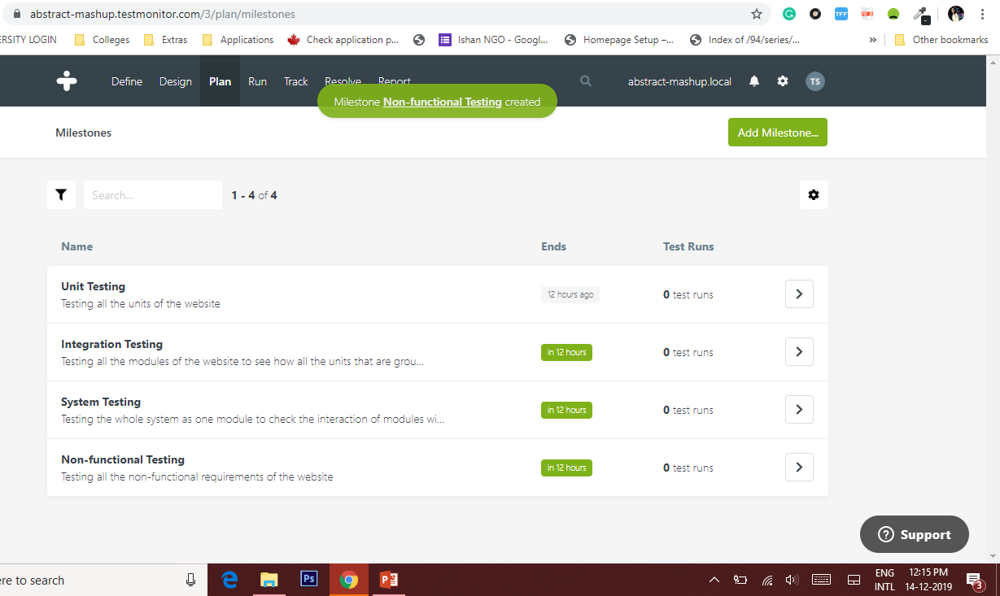 abstract-mashup.testmonitor.com/3/plan/milestones
TFF
ERSITY LOGIN Colleges Extras Applications Check application p... Ishan NGO - Googl... Homepage Setup –... Index of /94/series/... » Other bookmarks
Define Design Plan Run Track Resolve Report abstract-mashup.local TS
Milestone Non-functional Testing created
Milestones Add Milestone...
Search... 1 - 4 of 4
Name Ends Test Runs
Unit Testing
Testing all the units of the website
12 hours ago 0 test runs
Integration Testing
Testing all the modules of the website to see how all the units that are grou...
in 12 hours 0 test runs
System Testing
Testing the whole system as one module to check the interaction of modules wi...
in 12 hours 0 test runs
Non-functional Testing
Testing all the non-functional requirements of the website
in 12 hours 0 test runs
? Support
ere to search Ps P ENG 12:15 PM
INTL 14-12-2019 3